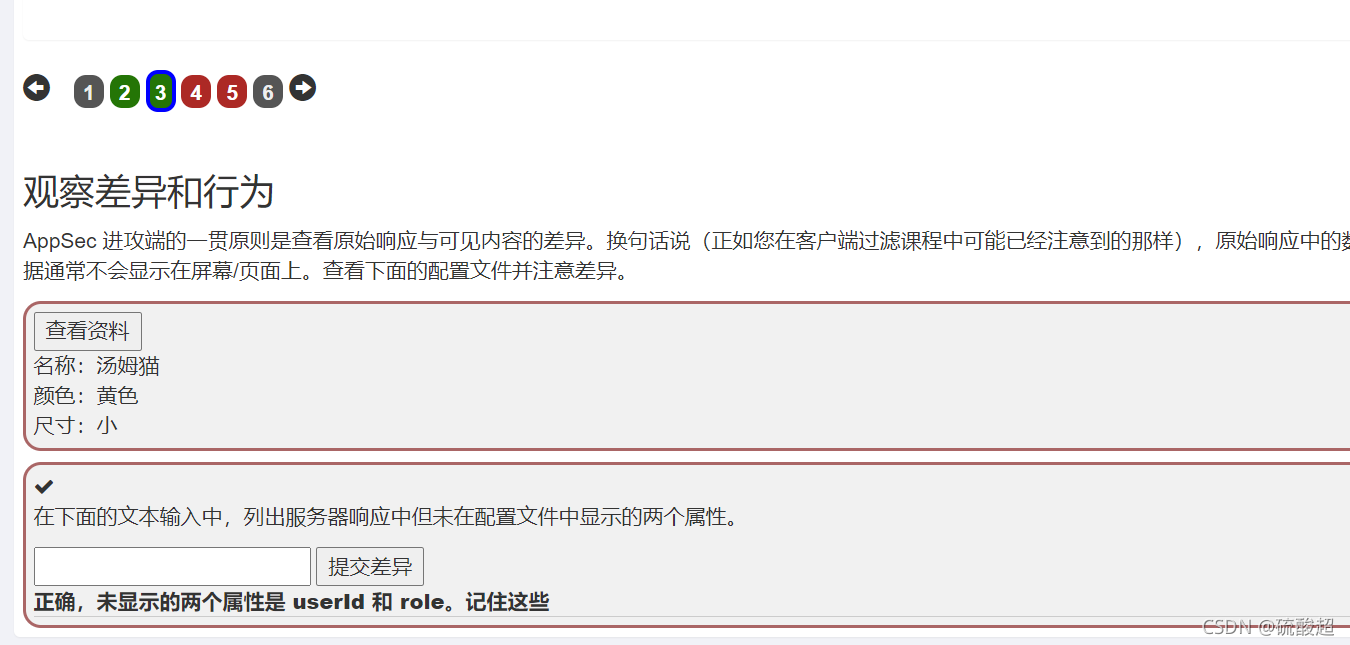 1 2 3 4 5 6
观察差异和行为
AppSec 进攻端的一贯原则是查看原始响应与可见内容的差异。换句话说（正如您在客户端过滤课程中可能已经注意到的那样），原始响应中的数
据通常不会显示在屏幕/页面上。查看下面的配置文件并注意差异。
查看资料
名称：汤姆猫
颜色：黄色
尺寸：小
在下面的文本输入中，列出服务器响应中但未在配置文件中显示的两个属性。
提交差异
正确，未显示的两个属性是 userId 和 role。记住这些
CSDN @硫酸超